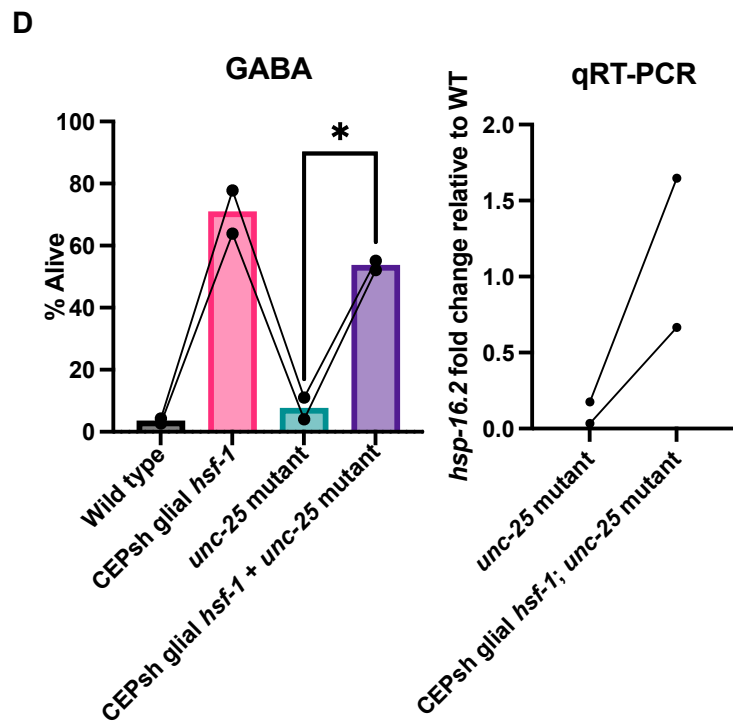 D
GABA
100
80
60
40
20
0
% Alive
*
Wild type
CEPsh glial hsf-1
unc-25 mutant
CEPsh glial hsf-1 + unc-25 mutant
qRT-PCR
hsp-16.2 fold change relative to WT
2.0
1.5
1.0
0.5
0.0
unc-25 mutant
CEPsh glial hsf-1; unc-25 mutant